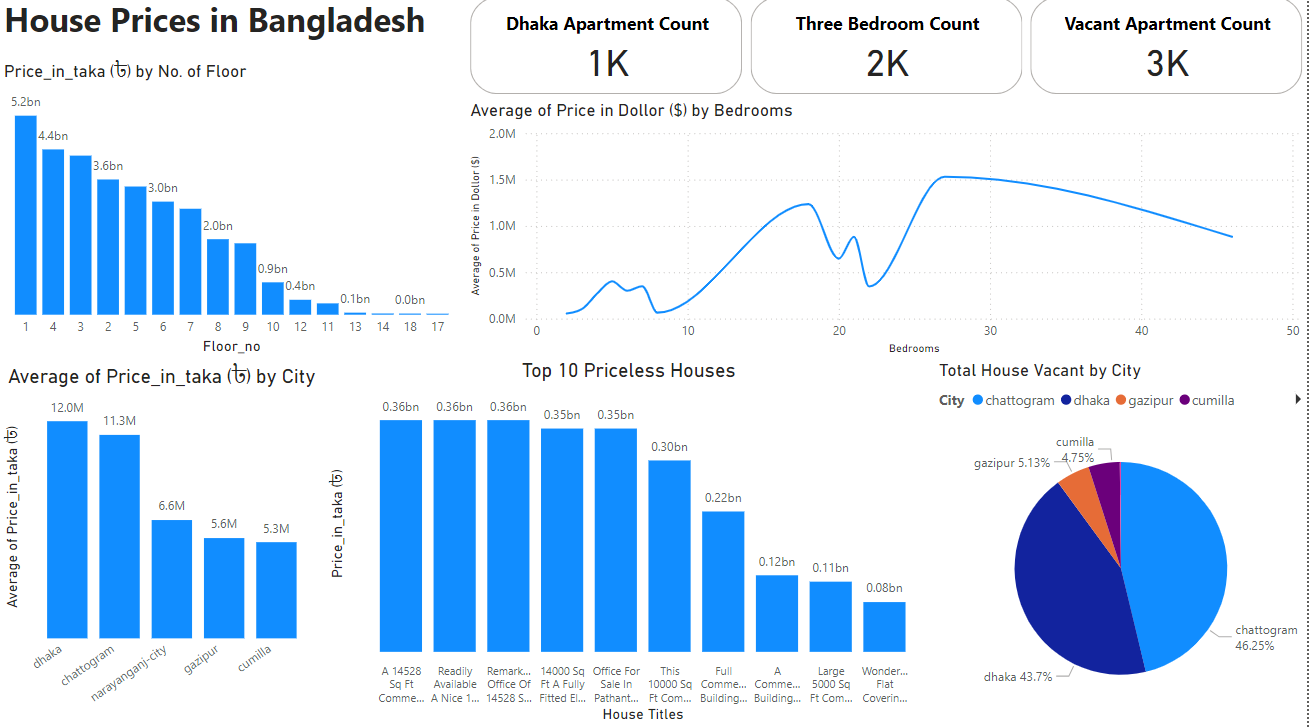 House Prices in Bangladesh
Dhaka Apartment Count
1K
Three Bedroom Count
2K
Vacant Apartment Count
3K
Price_in_taka (৳) by No. of Floor
5.2bn
4.4bn
3.6bn
3.0bn
2.0bn
0.9bn
0.4bn
0.1bn
0.0bn
1 4 3 2 5 6 7 8 9 10 12 11 13 14 18 17
Floor_no
Average of Price in Dollor ($) by Bedrooms
Average of Price in Dollor ($)
2.0M
1.5M
1.0M
0.5M
0.0M
0 10 20 30 40 50
Bedrooms
Average of Price_in_taka (৳) by City
Average of Price_in_taka (৳)
12.0M
11.3M
6.6M
5.6M
5.3M
dhaka
chattogram
narayanganj-city
gazipur
cumilla
Top 10 Priceless Houses
Price_in_taka (৳)
0.36bn 0.36bn 0.36bn 0.35bn 0.35bn 0.30bn 0.22bn 0.12bn 0.11bn 0.08bn
A 14528
Sq Ft
Comme...
Readily
Available
A Nice 1...
Remark...
Office Of
14528 S...
14000 Sq
Ft A Fully
Fitted El...
Office For
Sale In
Pathant...
This
10000 Sq
Ft Com...
Full
Comme...
Building...
A
Comme...
Building...
Large
5000 Sq
Ft Com...
Wonder...
Flat
Coverin...
House Titles
Total House Vacant by City
City chattogram dhaka gazipur cumilla
cumilla
4.75%
gazipur 5.13%
chattogram
46.25%
dhaka 43.7%